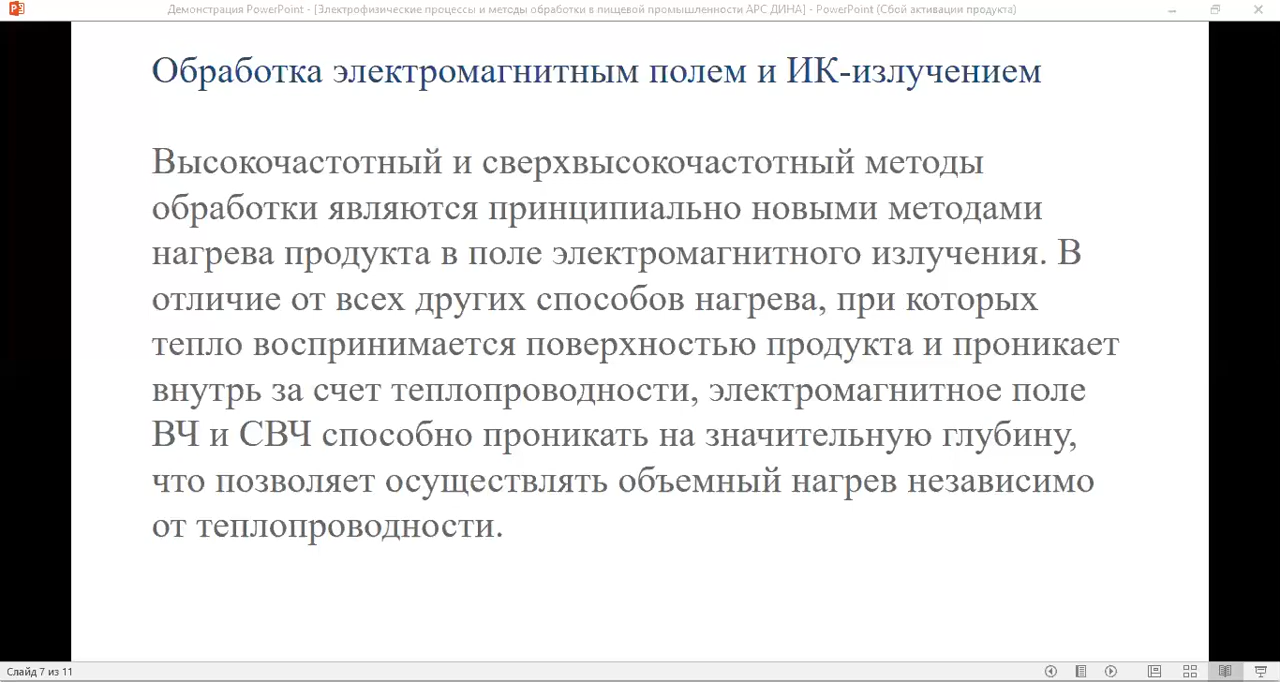 Демонстрация PowerPoint - [Электрофизические процессы и методы обработки в пищевой промышленности АРС ДИНА] - PowerPoint (Сбой активации продукта)
Обработка электромагнитным полем и ИК-излучением
Высокочастотный и сверхвысокочастотный методы
обработки являются принципиально новыми методами
нагрева продукта в поле электромагнитного излучения. В
отличие от всех других способов нагрева, при которых
тепло воспринимается поверхностью продукта и проникает
внутрь за счет теплопроводности, электромагнитное поле
ВЧ и СВЧ способно проникать на значительную глубину,
что позволяет осуществлять объемный нагрев независимо
от теплопроводности.
Слайд 7 из 11